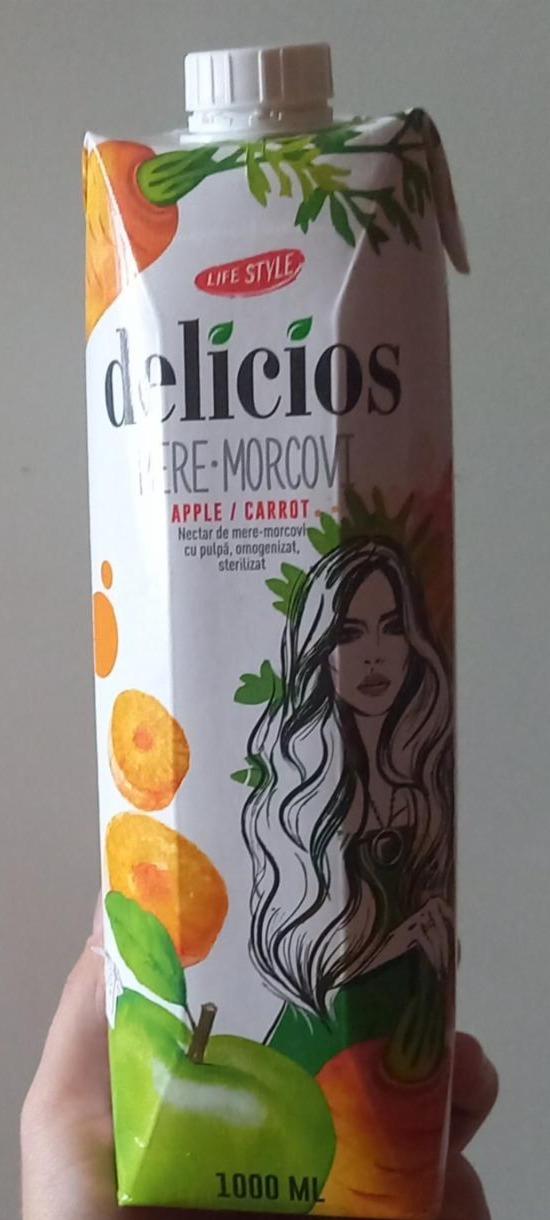 LIFE STYLE
delicios
MERE·MORCOVI
APPLE / CARROT
Nectar de mere-morcovi
cu pulpă, omogenizat,
sterilizat
1000 ML